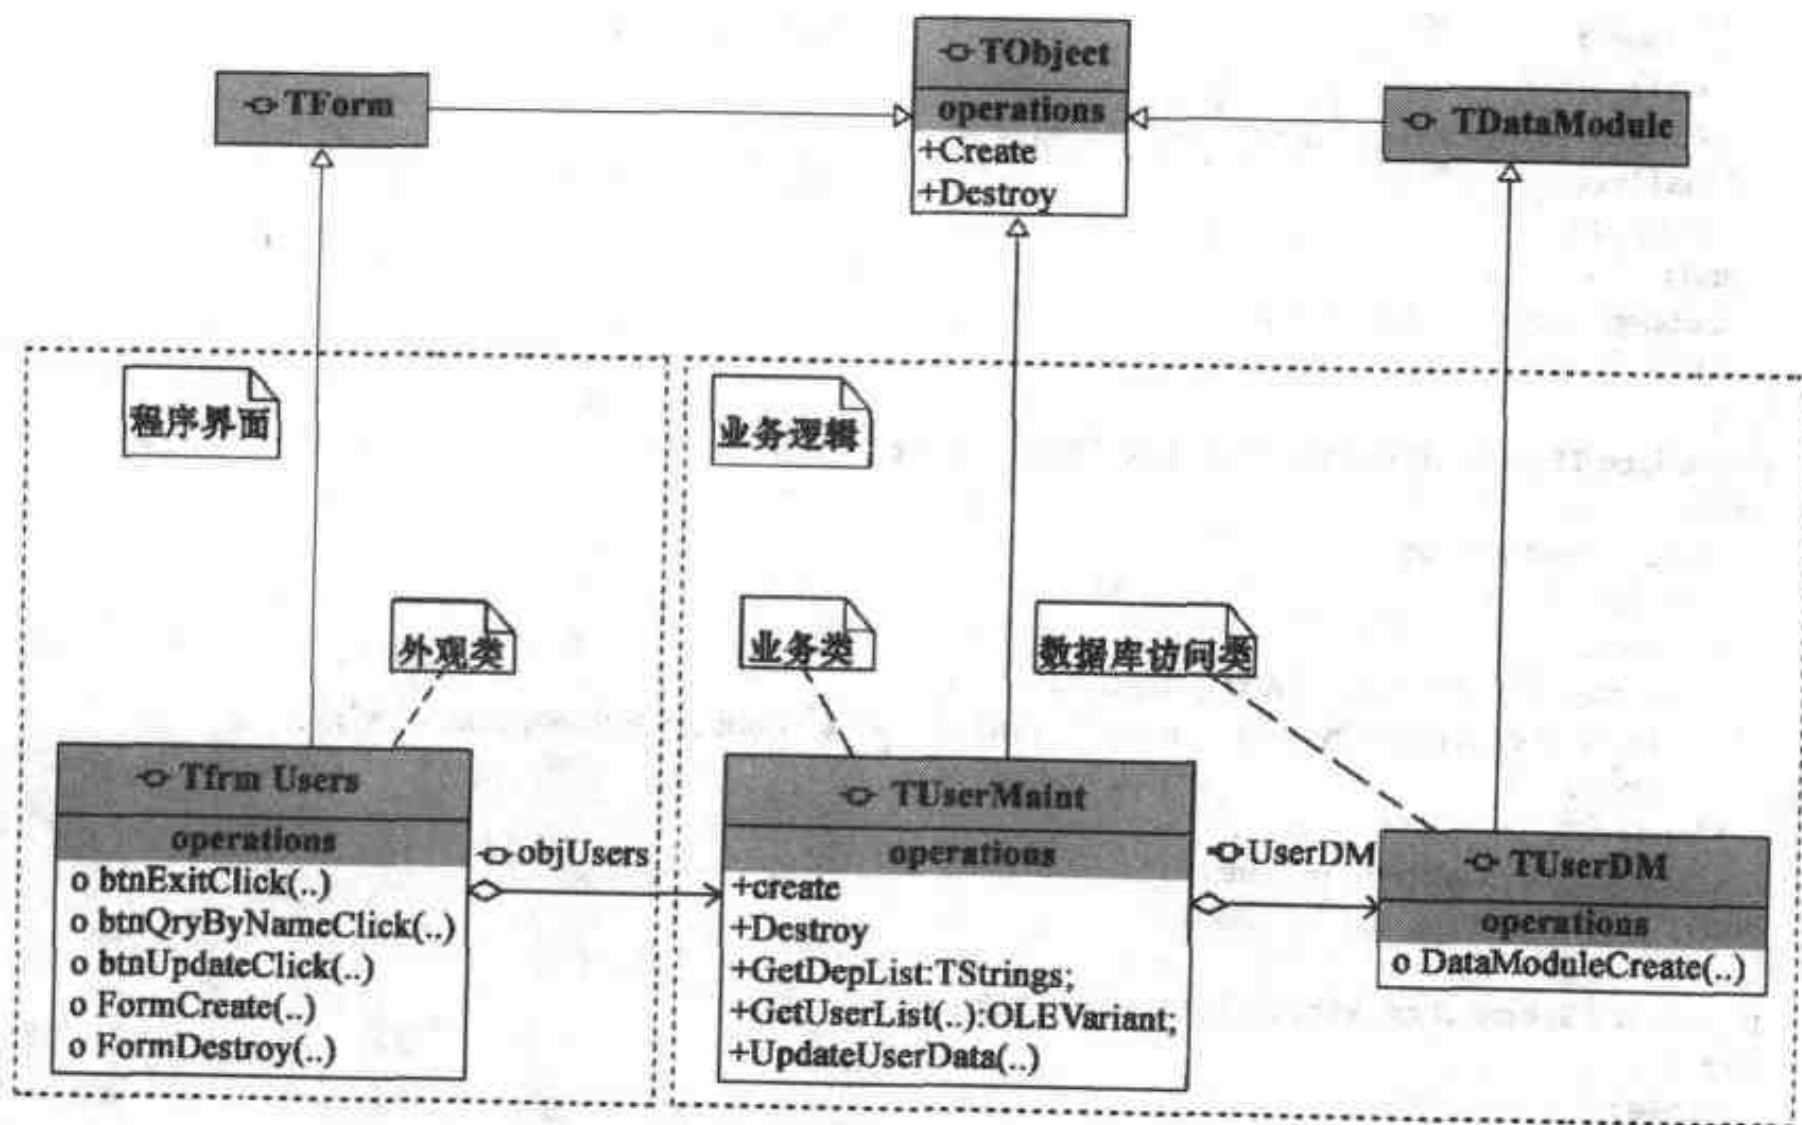 TObject
operations
+Create
+Destroy
TForm
TDataModule
程序界面
业务逻辑
外观类
业务类
数据库访问类
Tfrm Users
operations
o btnExitClick(..)
o btnQryByNameClick(..)
o btnUpdateClick(..)
o FormCreate(..)
o FormDestroy(..)
objUsers
TUserMaint
operations
+create
+Destroy
+GetDepList:TStrings;
+GetUserList(..):OLEVariant;
+UpdateUserData(..)
UserDM
TUserDM
operations
o DataModuleCreate(..)